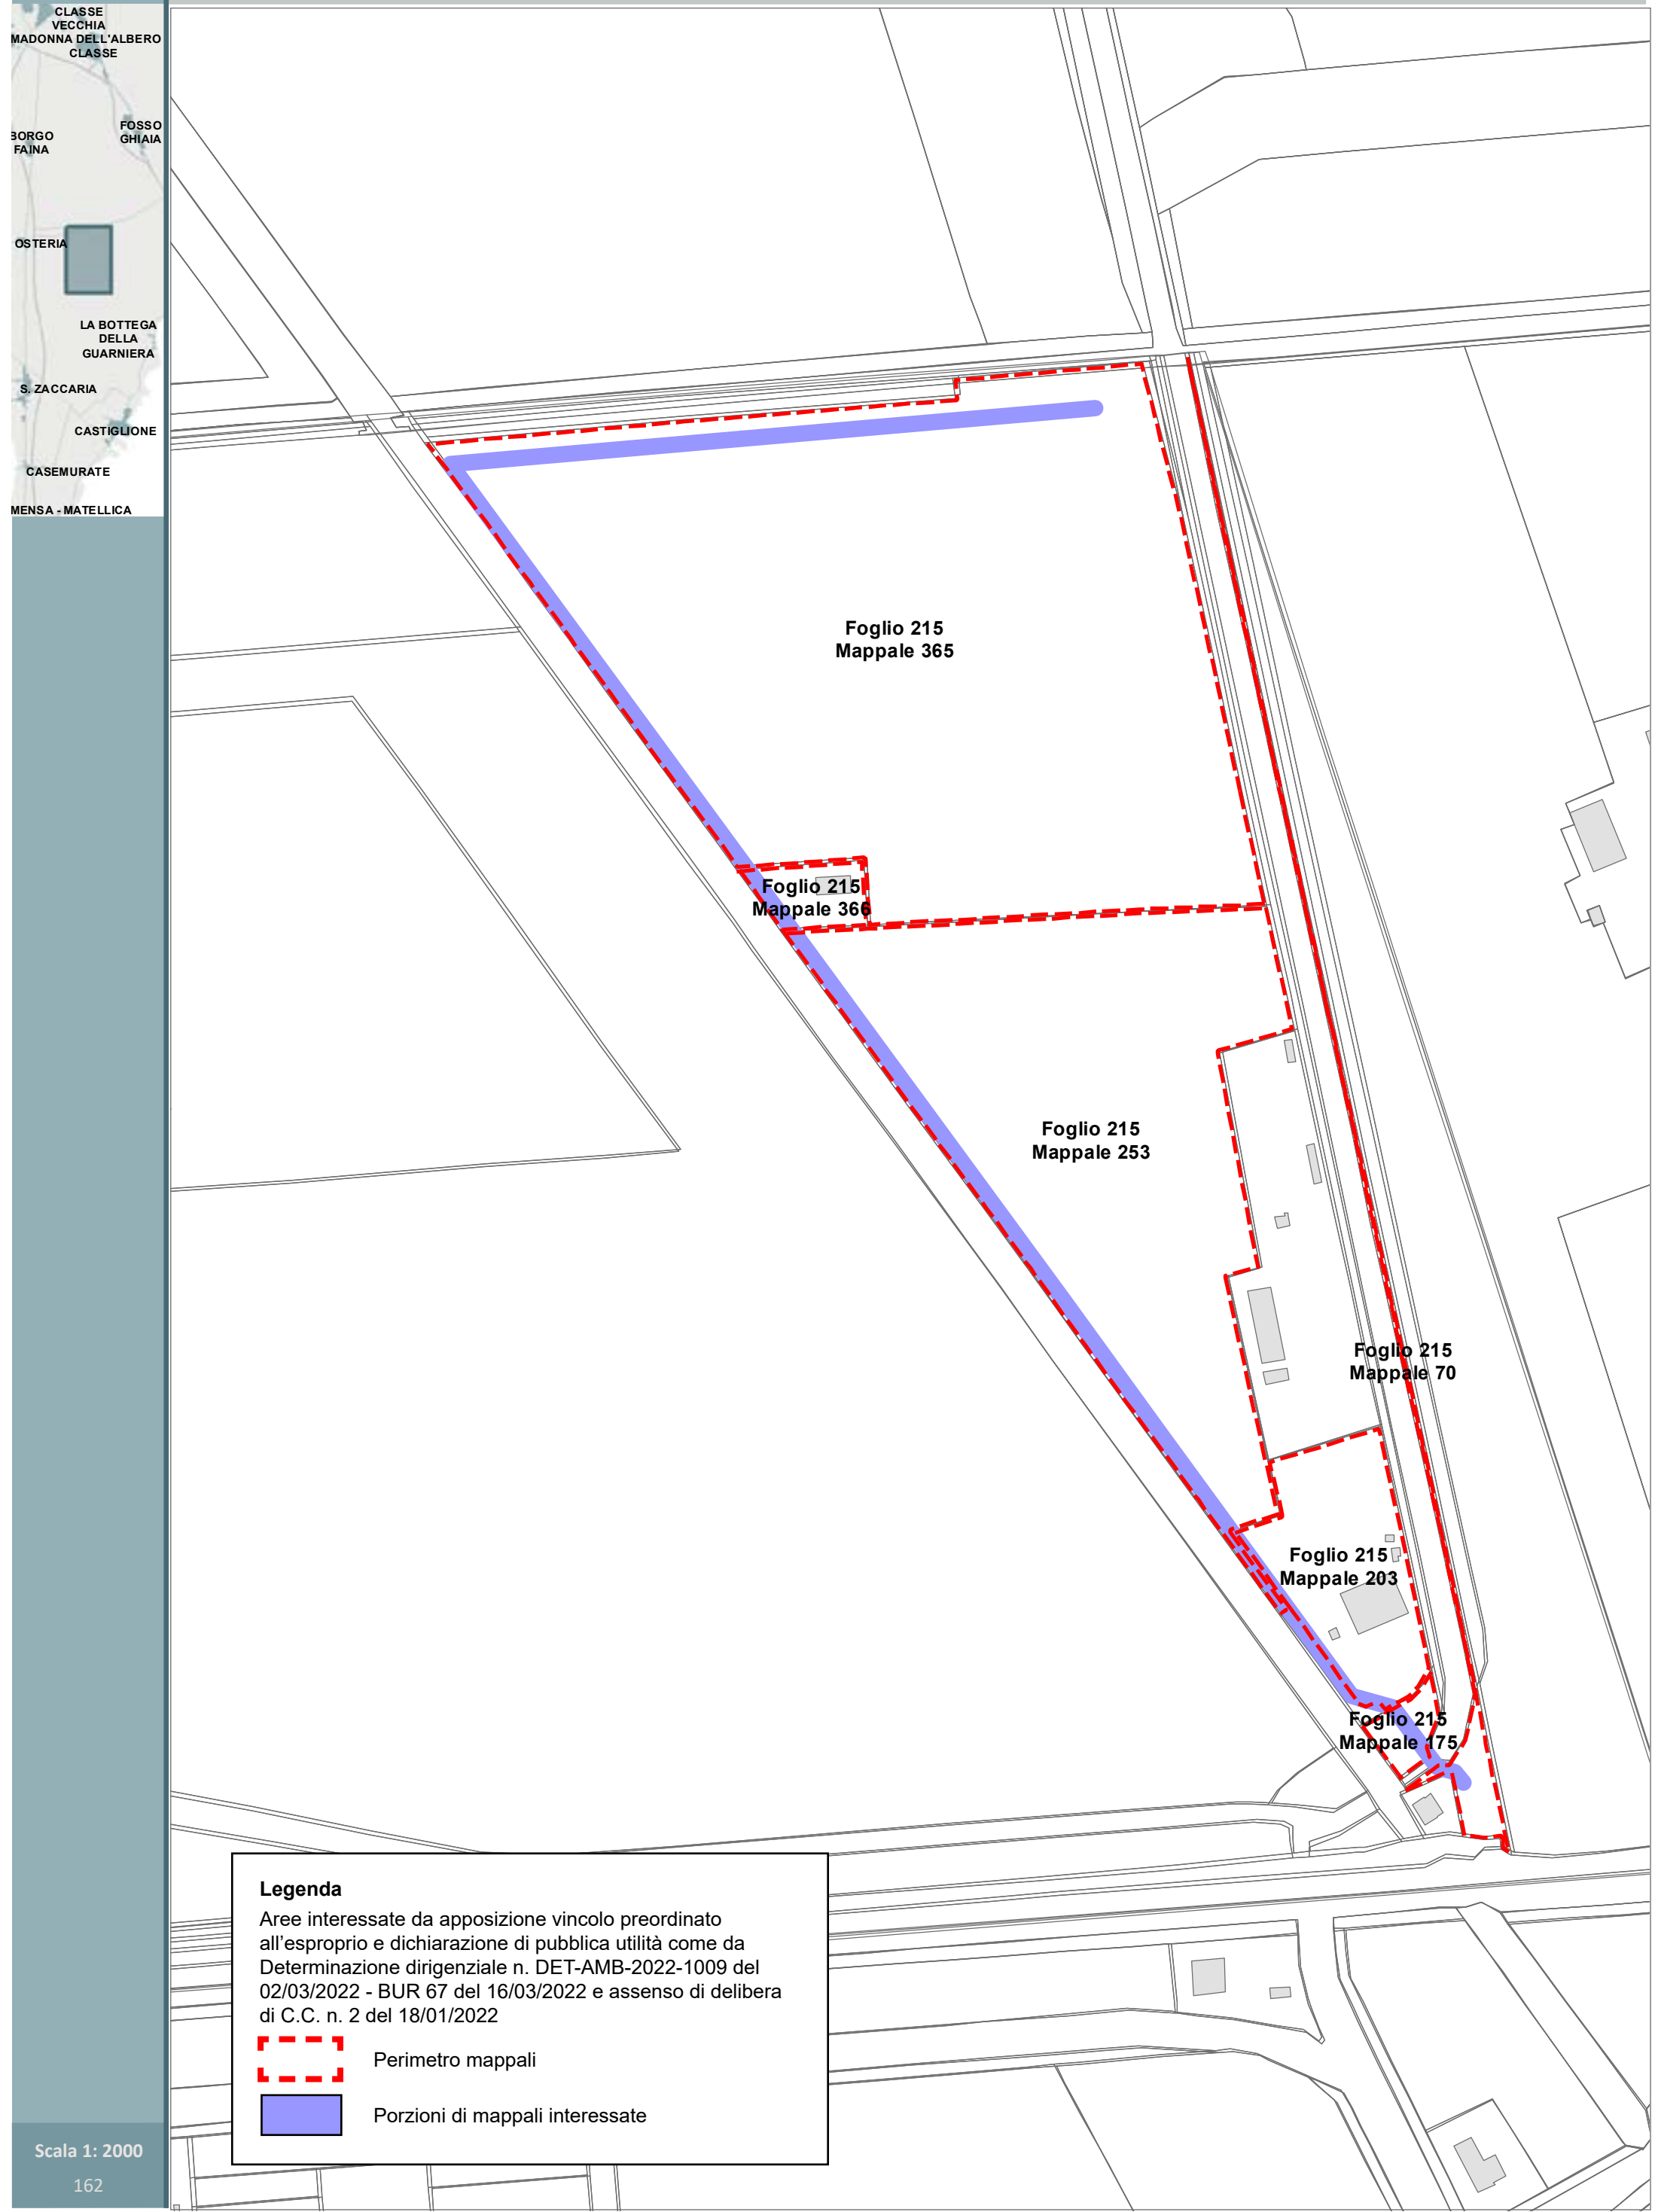 CLASSE
VECCHIA
MADONNA DELL'ALBERO
CLASSE
FOSSO
GHIAIA
BORGO
FAINA
OSTERIA
LA BOTTEGA
DELLA
GUARNIERA
S. ZACCARIA
CASTIGLIONE
CASEMURATE
MENSA - MATELLICA
Foglio 215
Mappale 365
Foglio 215
Mappale 366
Foglio 215
Mappale 253
Foglio 215
Mappale 70
Foglio 215
Mappale 203
Foglio 215
Mappale 175
Legenda
Aree interessate da apposizione vincolo preordinato
all'esproprio e dichiarazione di pubblica utilità come da
Determinazione dirigenziale n. DET-AMB-2022-1009 del
02/03/2022 - BUR 67 del 16/03/2022 e assenso di delibera
di C.C. n. 2 del 18/01/2022
Perimetro mappali
Porzioni di mappali interessate
Scala 1: 2000
162